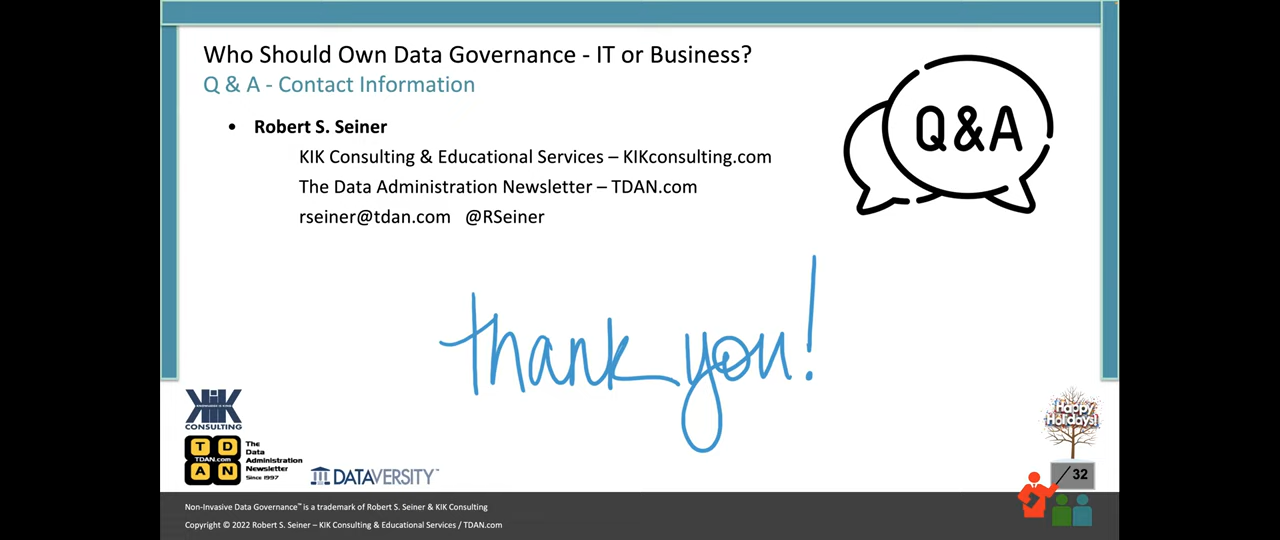 Who Should Own Data Governance - IT or Business?
Q & A - Contact Information
• Robert S. Seiner
KIK Consulting & Educational Services – KIKconsulting.com
The Data Administration Newsletter – TDAN.com
rseiner@tdan.com @RSeiner
Q&A
thank you!
KIK
CONSULTING
T D
TDAN.com
A N
The
Data
Administration
Newsletter
Since 1997
DATAVERSITY™
Happy
Holidays!
/ 32
Non-Invasive Data Governance™ is a trademark of Robert S. Seiner & KIK Consulting
Copyright © 2022 Robert S. Seiner – KIK Consulting & Educational Services / TDAN.com